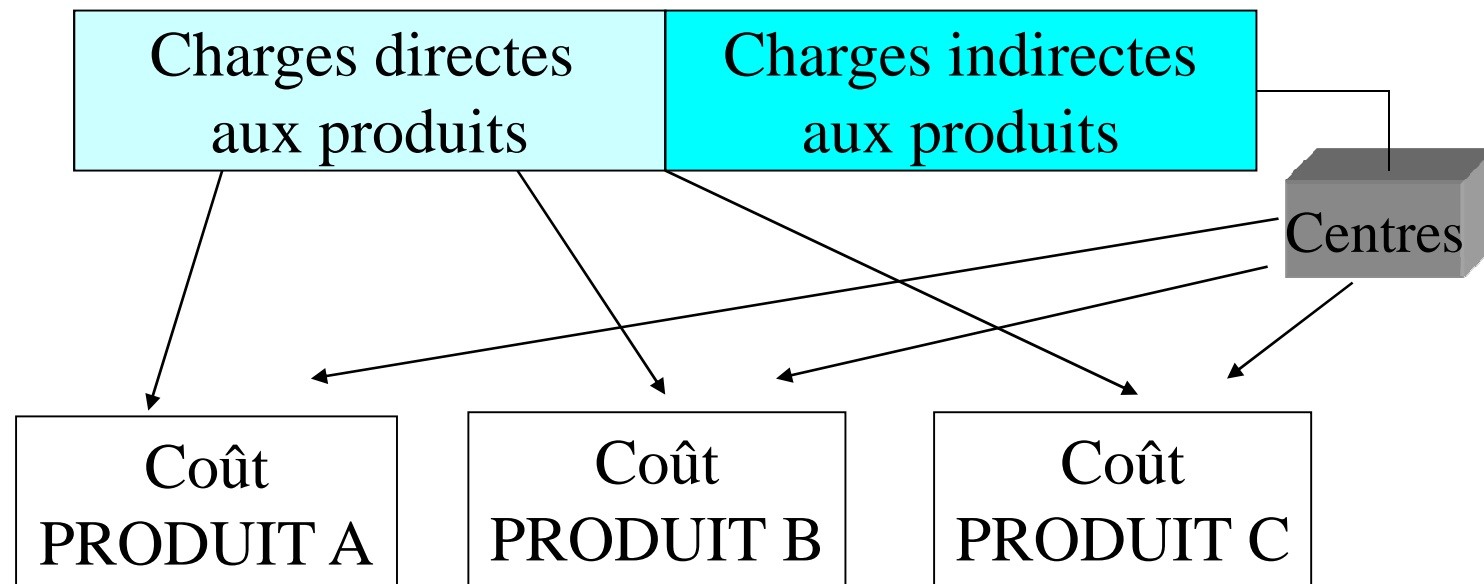 Charges directes
aux produits
Charges indirectes
aux produits
Centres
Coût
PRODUIT A
Coût
PRODUIT B
Coût
PRODUIT C